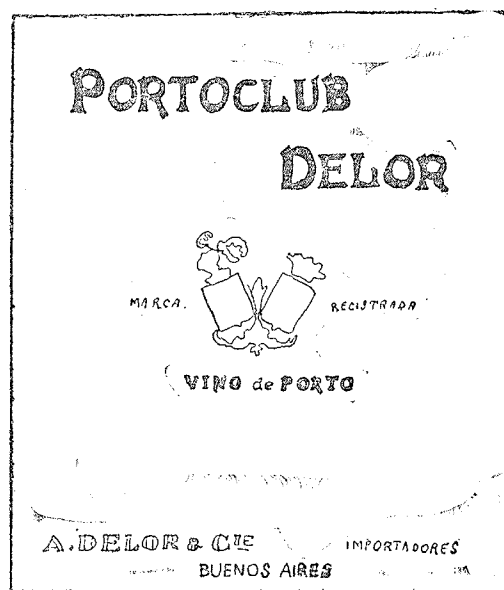 PORTOCLUB
DELOR
MARCA. REGISTRADA
VINO de PORTO
A. DELOR & CIE IMPORTADORES
BUENOS AIRES